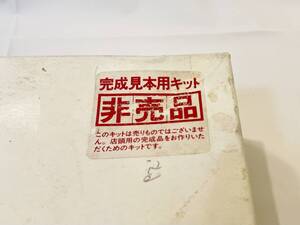 完成見本用キット
非売品
このキットは売りものではございませ
ん。店頭用の完成品をお作りいた
だくためのキットです。